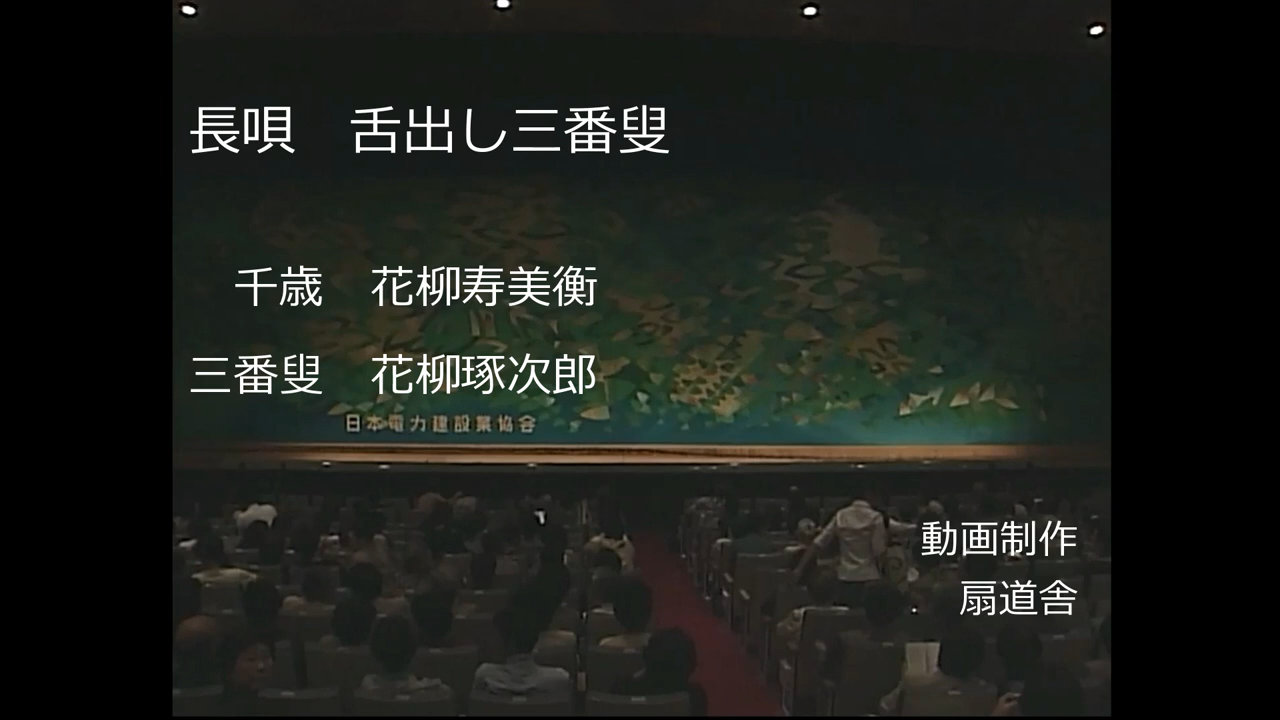 長唄　舌出し三番叟
千歳　花柳寿美衡
三番叟　花柳琢次郎
日本電力建設業協会
動画制作
扇道舎